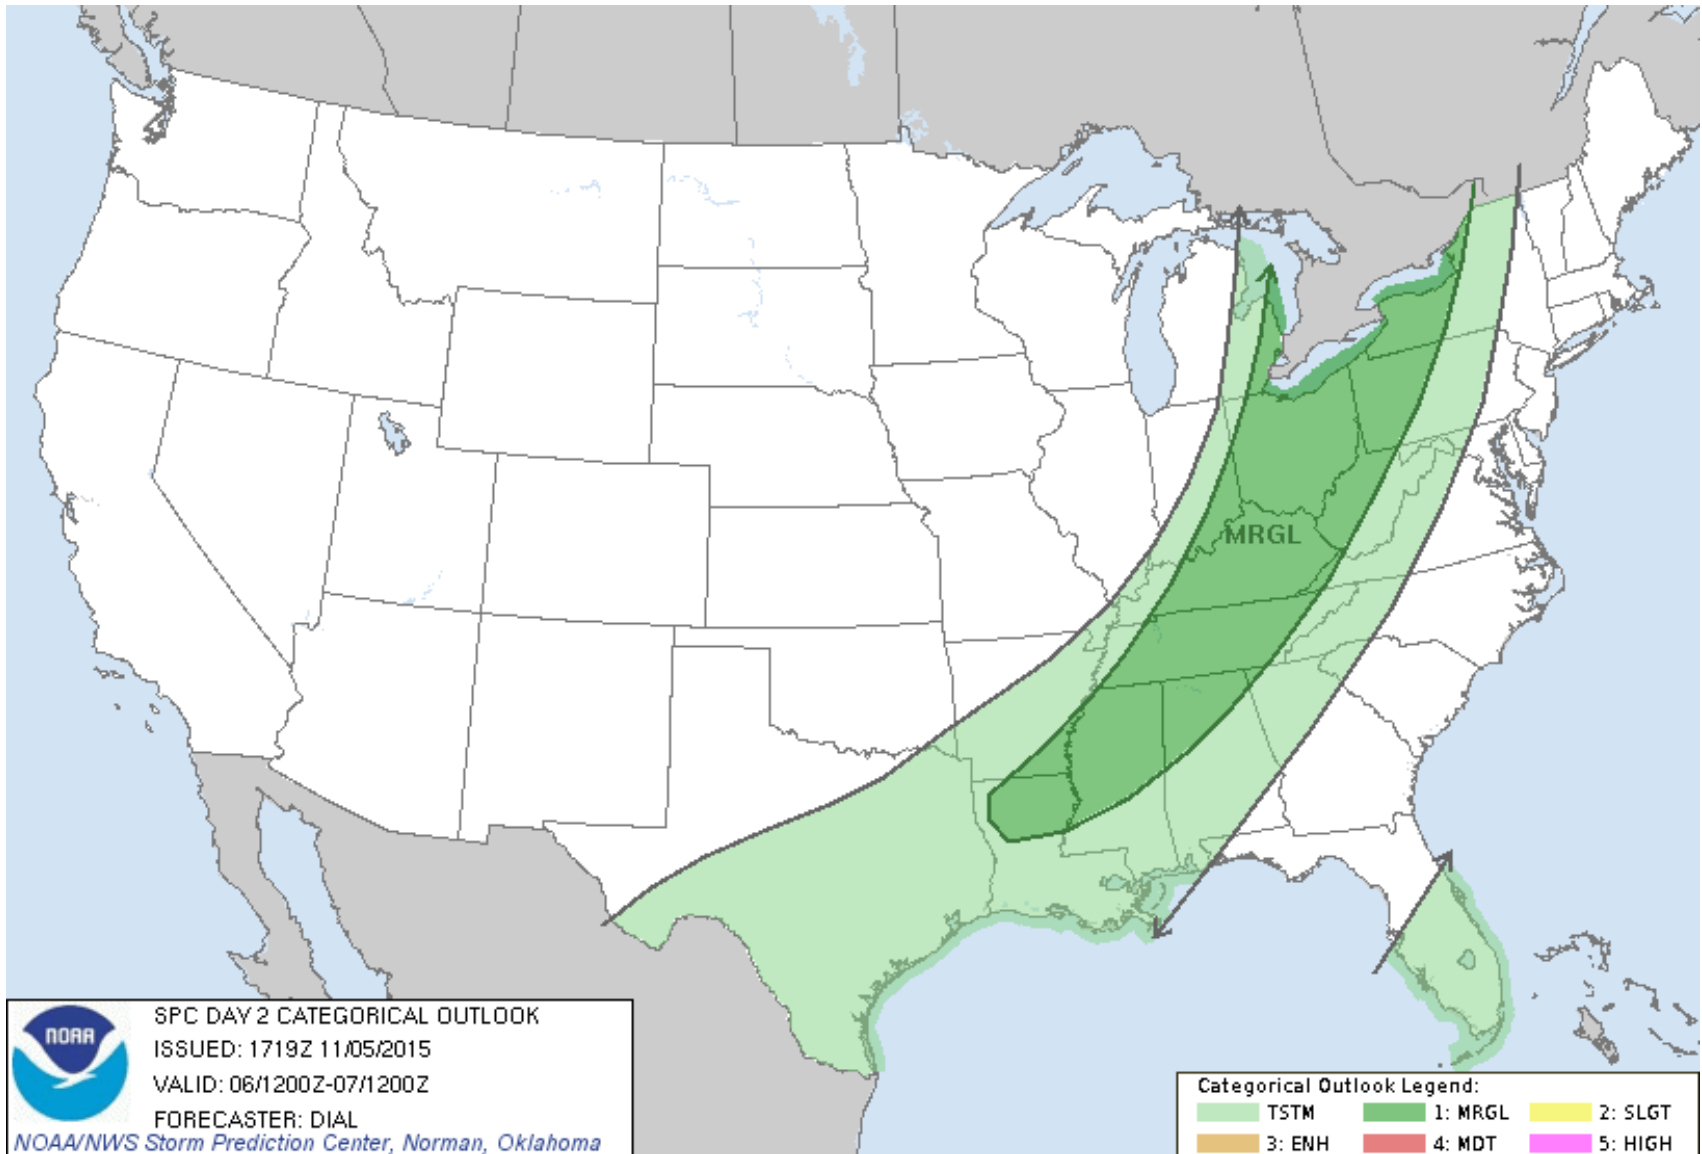 MRGL
NOAA
SPC DAY 2 CATEGORICAL OUTLOOK
ISSUED: 1719Z 11/05/2015
VALID: 06/1200Z-07/1200Z
FORECASTER: DIAL
NOAA/NWS Storm Prediction Center, Norman, Oklahoma
Categorical Outlook Legend:
TSTM 1: MRGL 2: SLGT
3: ENH 4: MDT 5: HIGH